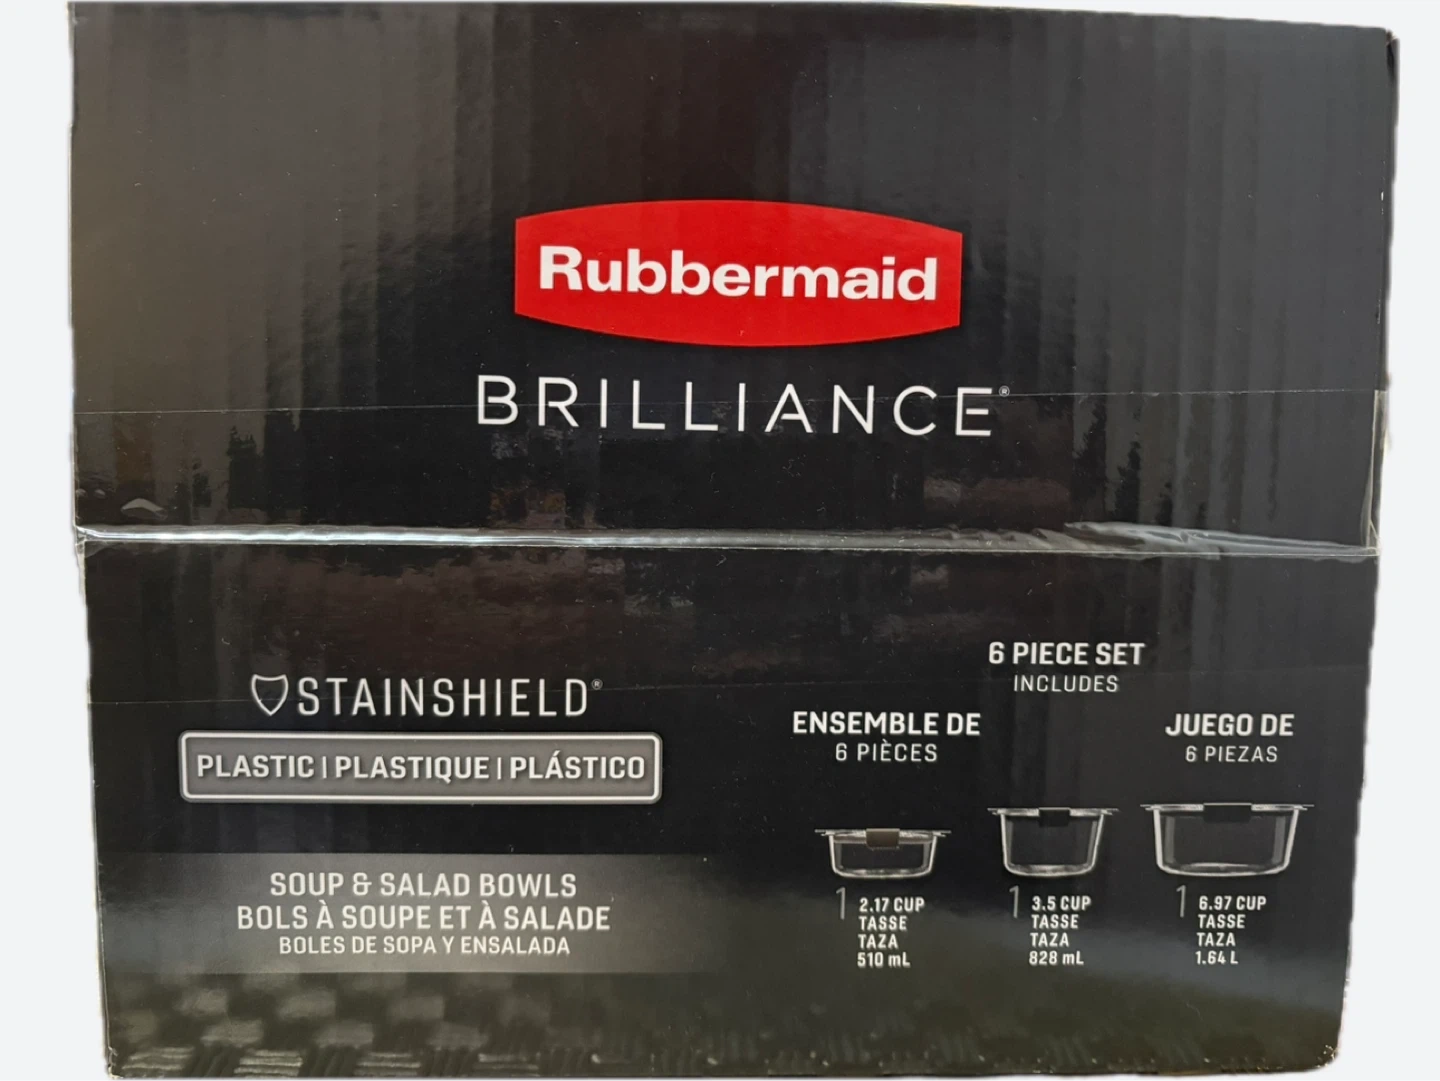 Rubbermaid
BRILLIANCE®
STAINSHIELD®
PLASTIC | PLASTIQUE | PLÁSTICO
SOUP & SALAD BOWLS
BOLS À SOUPE ET À SALADE
BOLES DE SOPA Y ENSALADA
6 PIECE SET
INCLUDES
ENSEMBLE DE
6 PIÈCES
JUEGO DE
6 PIEZAS
1 2.17 CUP
TASSE
TAZA
510 mL
1 3.5 CUP
TASSE
TAZA
828 mL
1 6.97 CUP
TASSE
TAZA
1.64 L